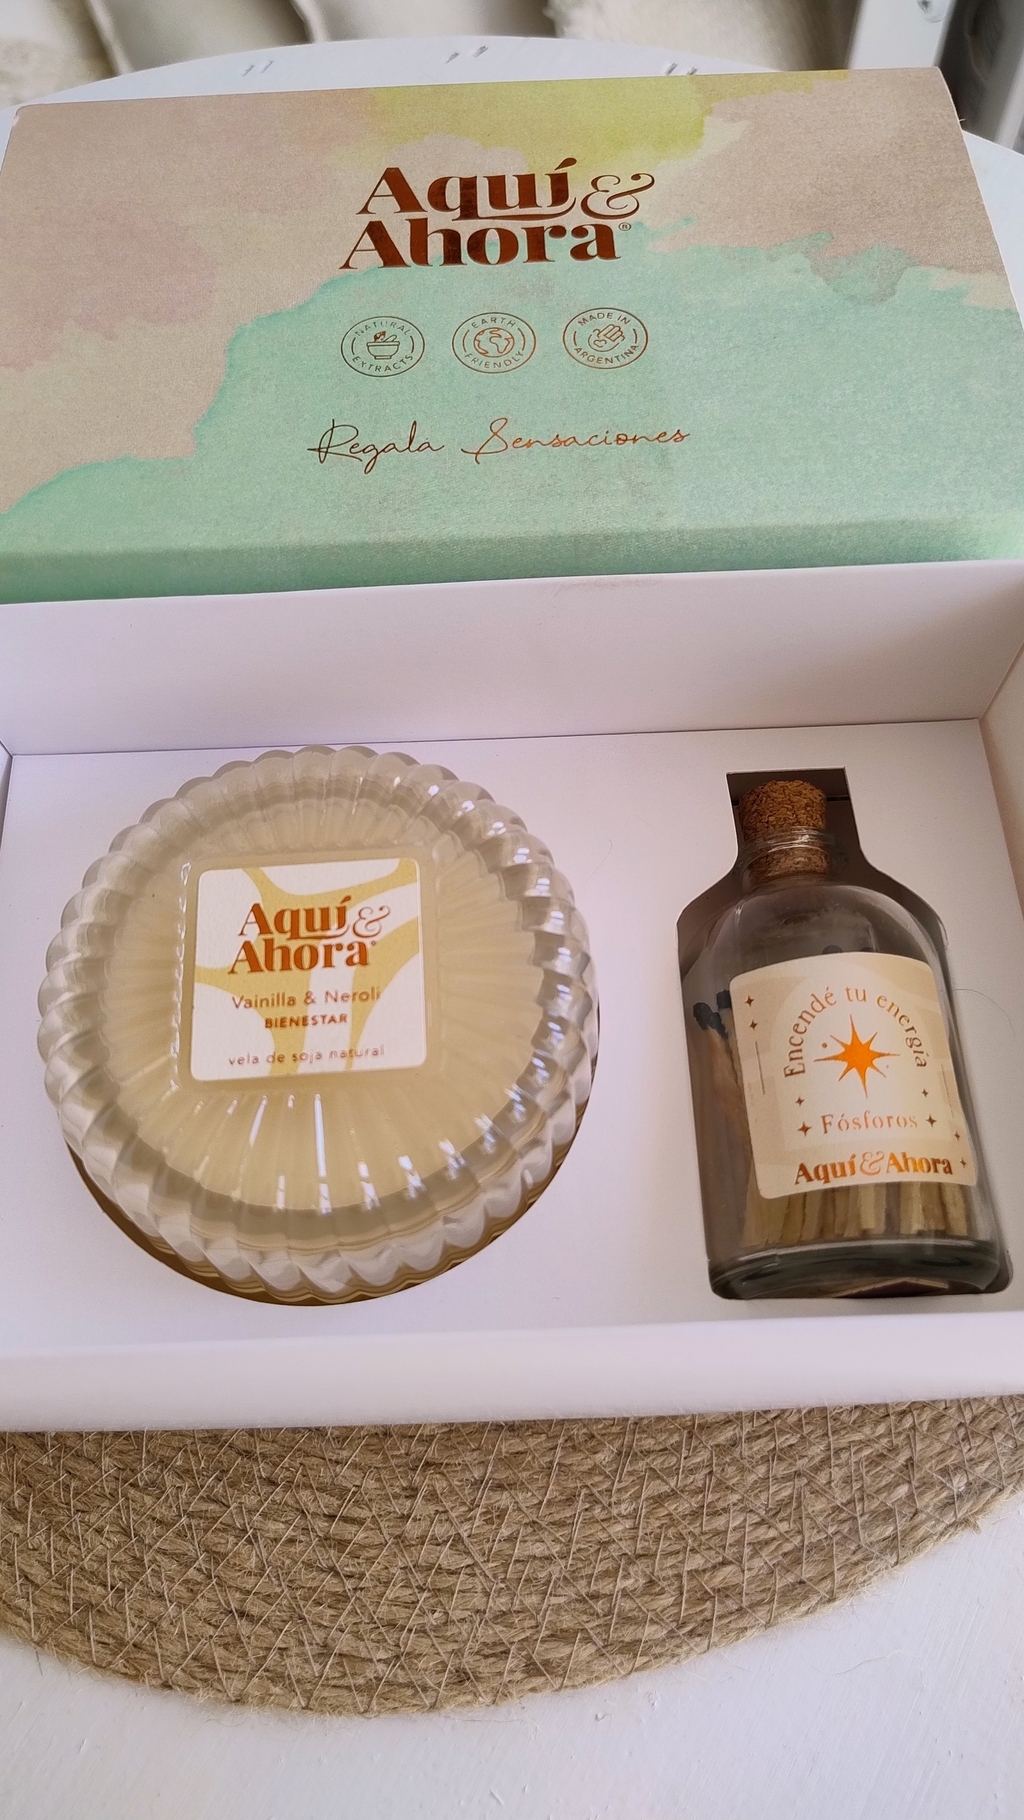 Aquí &
Ahora®
NATURAL EXTRACTS
EARTH FRIENDLY
MADE IN ARGENTINA
Regala Sensaciones
Aquí &
Ahora®
Vainilla & Neroli
BIENESTAR
vela de soja natural
Encendé tu energía
Fósforos
Aquí & Ahora